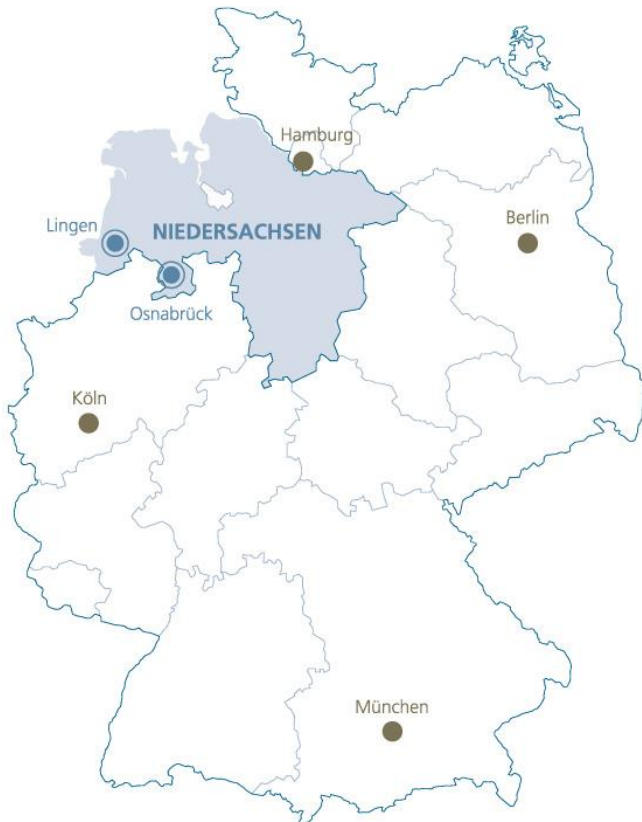 Hamburg
Lingen
NIEDERSACHSEN
Berlin
Osnabrück
Köln
München